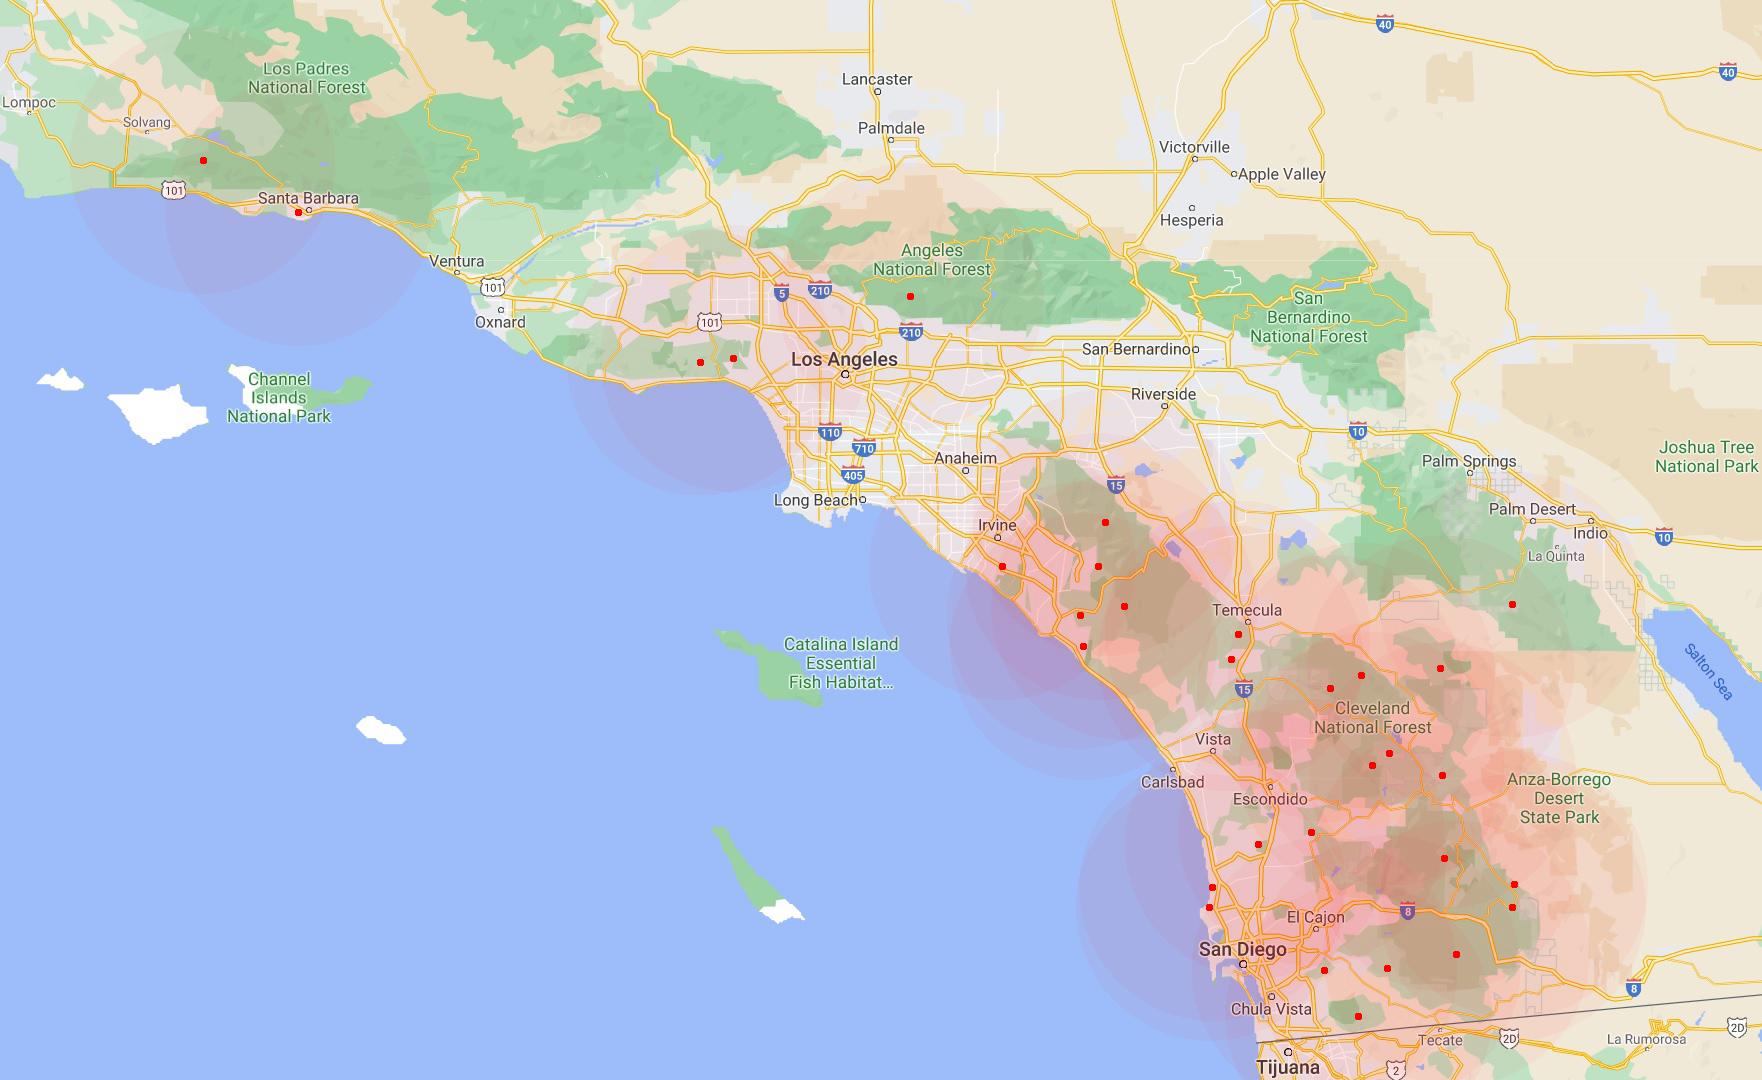 40
Los Padres
National Forest
40
Lancaster
Lompoc
Solvang
Palmdale
Victorville
Apple Valley
101
Santa Barbara
Hesperia
Angeles
National Forest
Ventura
101
5
210
San
Bernardino
National Forest
Oxnard
101
210
Los Angeles
San Bernardino
Channel
Islands
National Park
Riverside
110
10
710
Anaheim
Joshua Tree
National Park
Palm Springs
405
15
Long Beach
Palm Desert
Irvine
Indio
10
La Quinta
Temecula
Catalina Island
Essential
Fish Habitat...
Salton Sea
15
Cleveland
National Forest
Vista
Carlsbad
Escondido
Anza-Borrego
Desert
State Park
El Cajon
8
San Diego
8
Chula Vista
2D
Tecate
2D
La Rumorosa
Tijuana
2